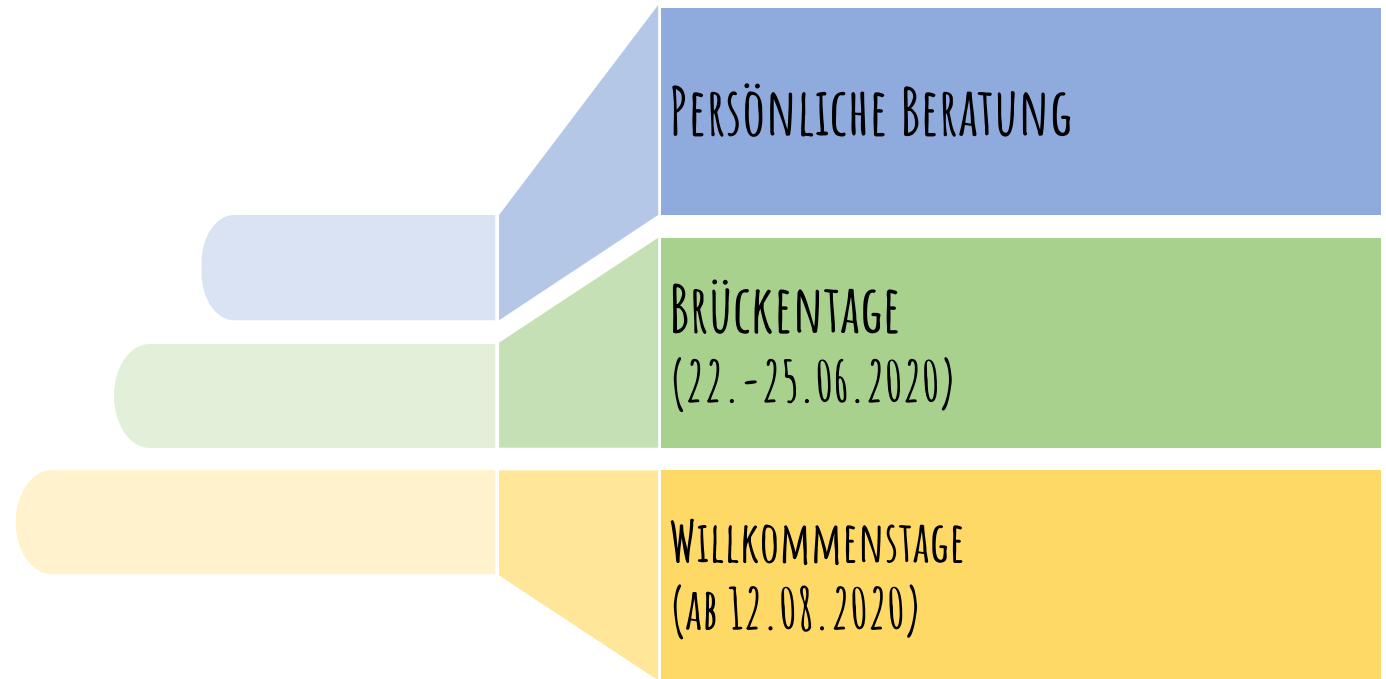 Persönliche Beratung
Brückentage
(22.-25.06.2020)
Willkommenstage
(ab 12.08.2020)